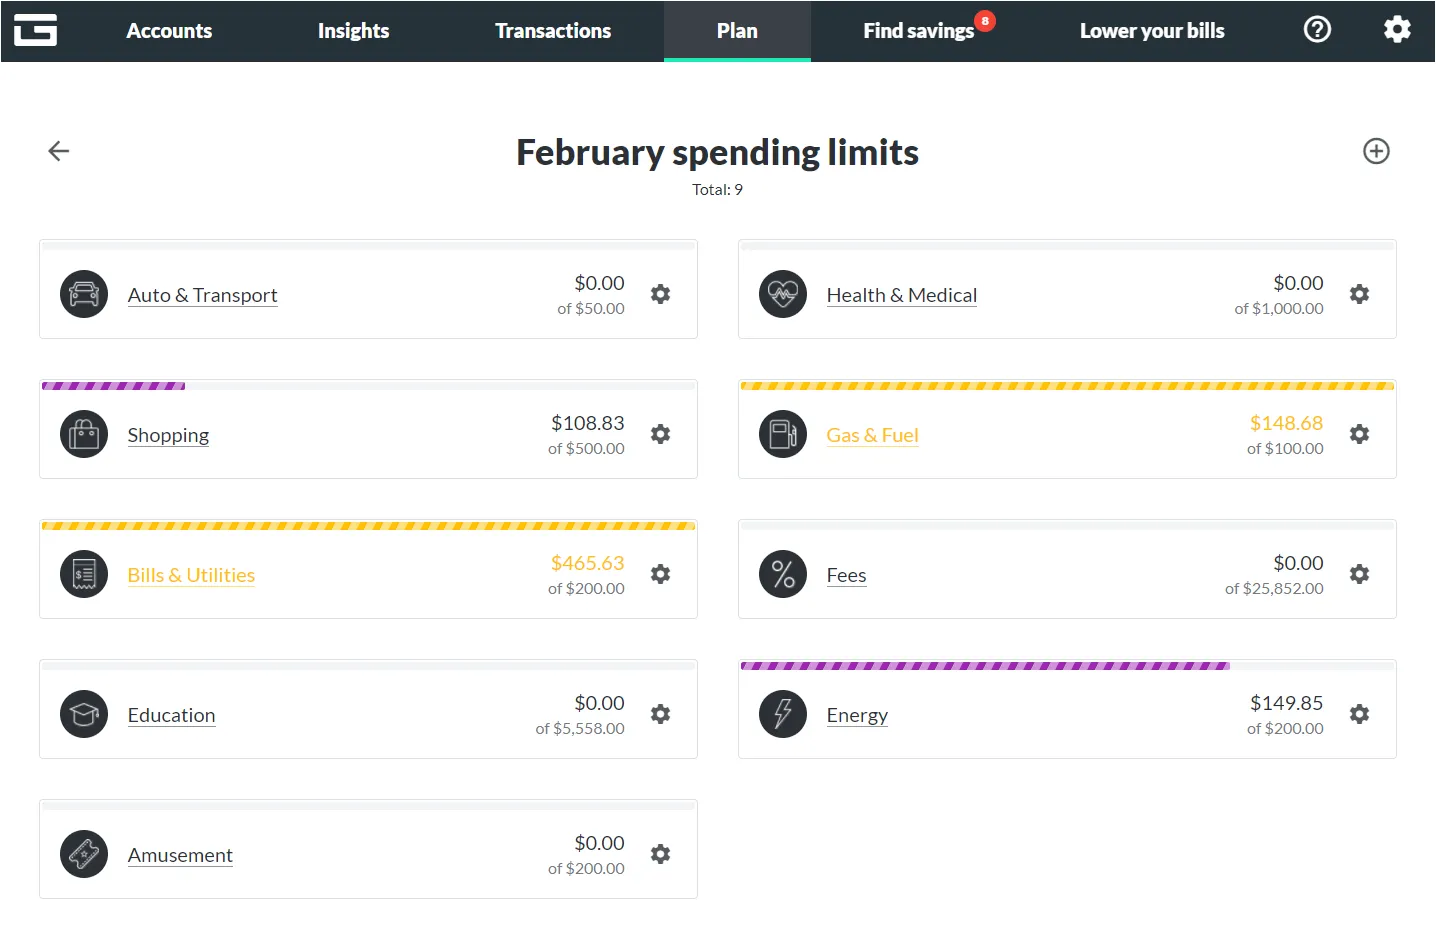 Accounts Insights Transactions Plan Find savings 8 Lower your bills ?
February spending limits
Total: 9
Auto & Transport $0.00
of $50.00
Health & Medical $0.00
of $1,000.00
Shopping $108.83
of $500.00
Gas & Fuel $148.68
of $100.00
Bills & Utilities $465.63
of $200.00
Fees $0.00
of $25,852.00
Education $0.00
of $5,558.00
Energy $149.85
of $200.00
Amusement $0.00
of $200.00